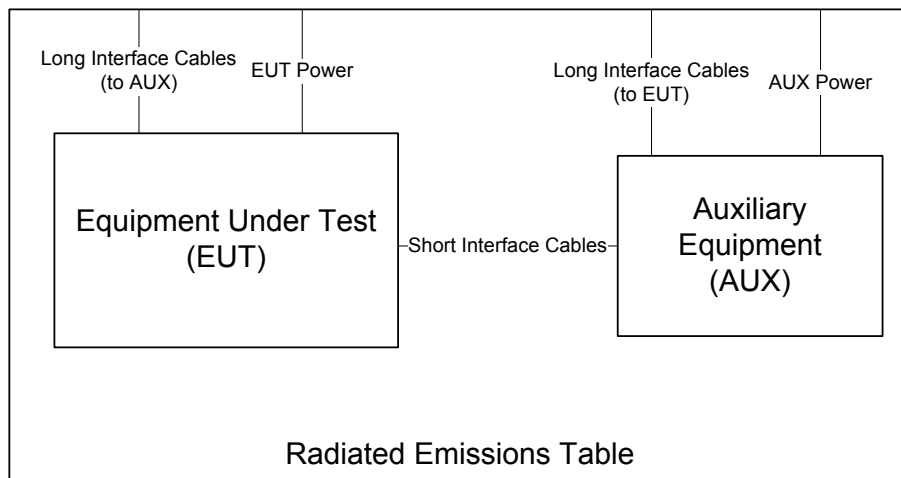 Long Interface Cables
(to AUX)
EUT Power
Long Interface Cables
(to EUT)
AUX Power
Equipment Under Test
(EUT)
Short Interface Cables
Auxiliary
Equipment
(AUX)
Radiated Emissions Table